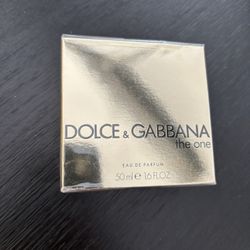 DOLCE & GABBANA
the one
EAU DE PARFUM
50 ml ℮ 1.6 FL.OZ.